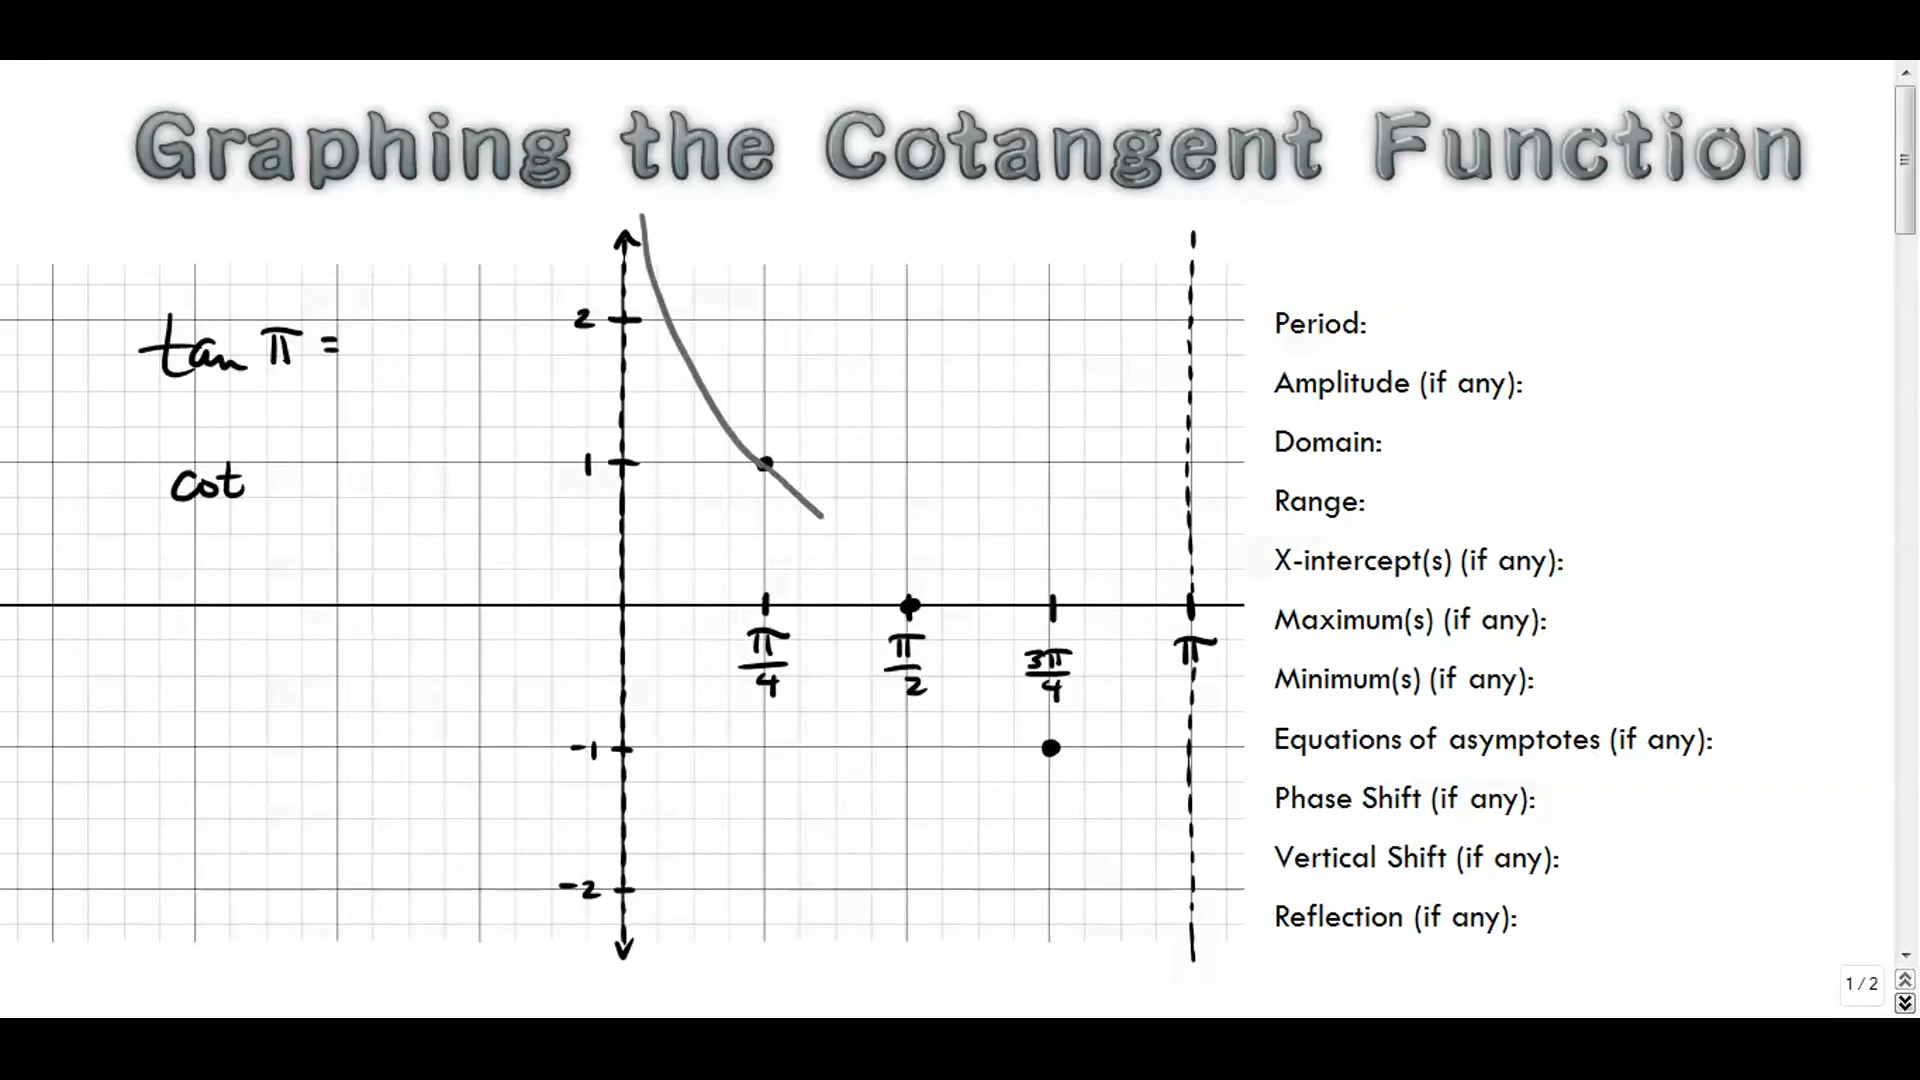 Graphing the Cotangent Function
tan π =
cot
2
1
-1
-2
π/4
π/2
3π/4
π
Period:
Amplitude (if any):
Domain:
Range:
X-intercept(s) (if any):
Maximum(s) (if any):
Minimum(s) (if any):
Equations of asymptotes (if any):
Phase Shift (if any):
Vertical Shift (if any):
Reflection (if any):
1 / 2